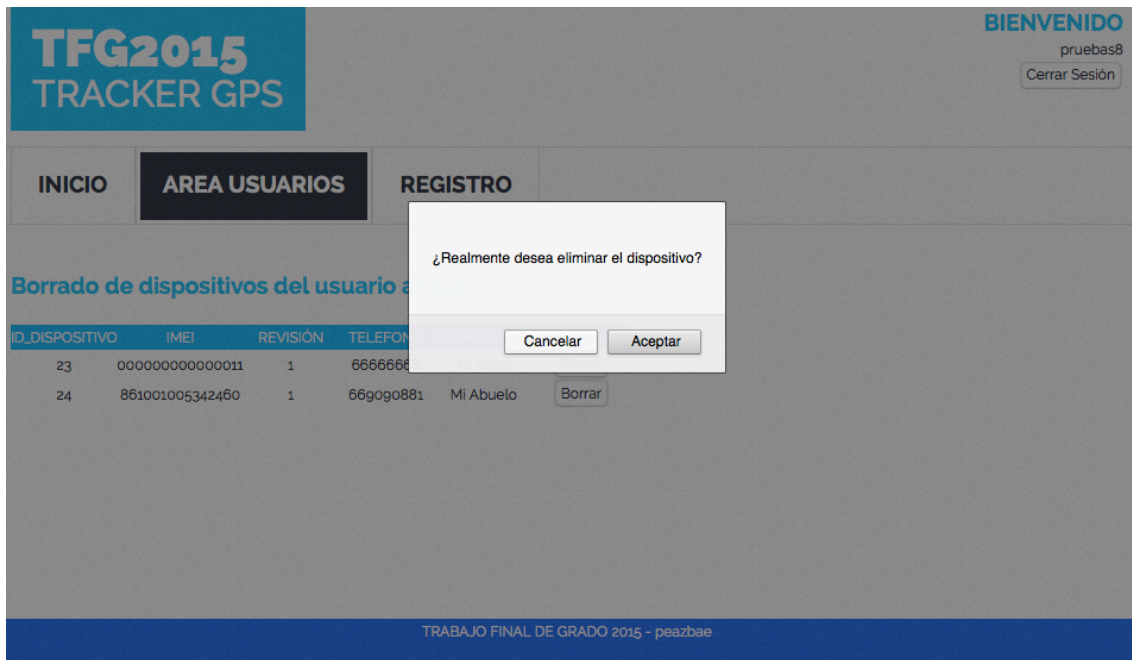 TFG2015
TRACKER GPS
BIENVENIDO
pruebas8
Cerrar Sesión
INICIO AREA USUARIOS REGISTRO
¿Realmente desea eliminar el dispositivo?
Cancelar Aceptar
Borrado de dispositivos del usuario
ID_DISPOSITIVO IMEI REVISIÓN
23 000000000000011 1
24 861001005342460 1 669090881 Mi Abuelo Borrar
TRABAJO FINAL DE GRADO 2015 - peazbae